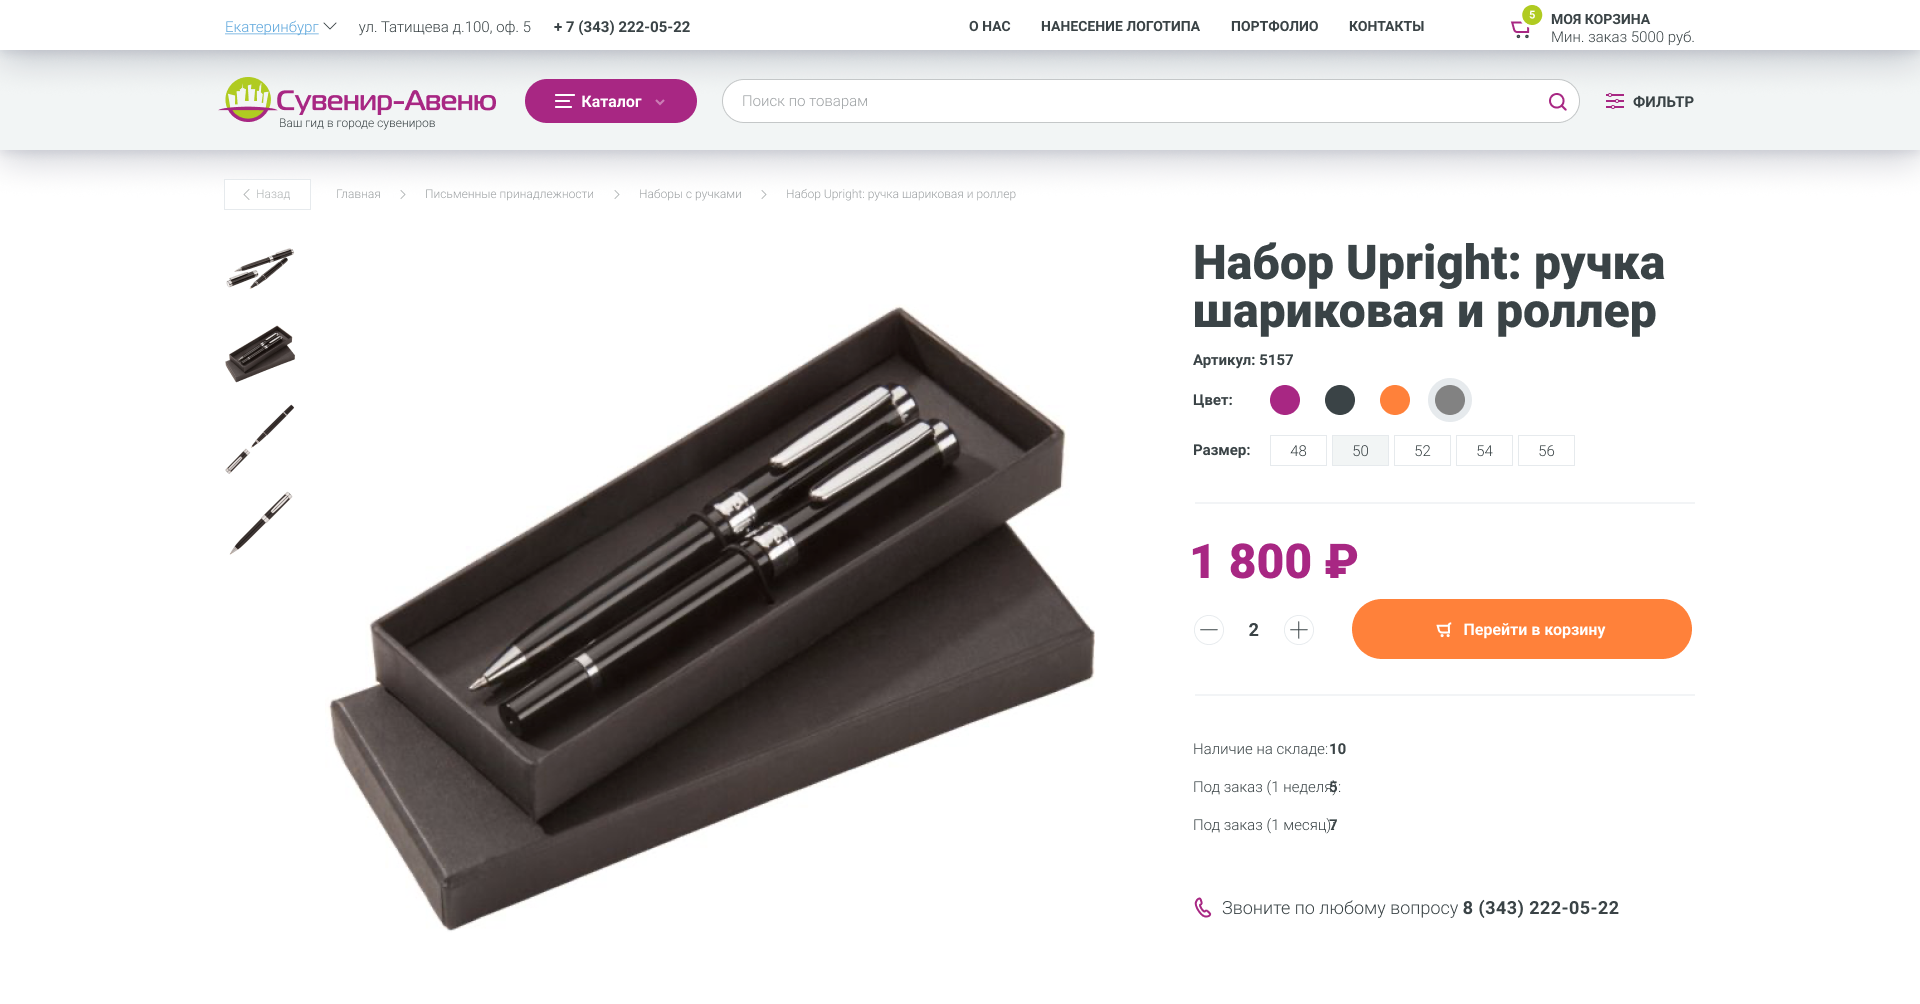 Екатеринбург
ул. Татищева д.100, оф. 5
+ 7 (343) 222-05-22
О НАС
НАНЕСЕНИЕ ЛОГОТИПА
ПОРТФОЛИО
КОНТАКТЫ
5
МОЯ КОРЗИНА
Мин. заказ 5000 руб.
Сувенир-Авеню
Ваш гид в городе сувениров
Каталог
Поиск по товарам
ФИЛЬТР
Назад
Главная
Письменные принадлежности
Наборы с ручками
Набор Upright: ручка шариковая и роллер
Набор Upright: ручка
шариковая и роллер
Артикул: 5157
Цвет:
Размер:
48
50
52
54
56
1 800 ₽
2
Перейти в корзину
Наличие на складе: 10
Под заказ (1 неделя): 5
Под заказ (1 месяц) 7
Звоните по любому вопросу 8 (343) 222-05-22